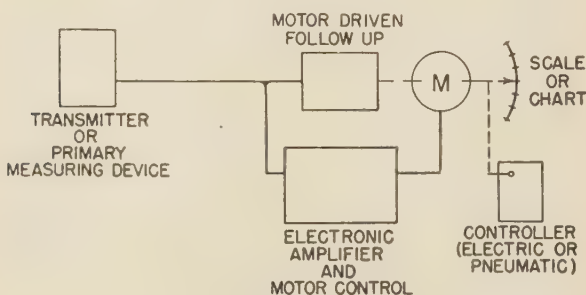 MOTOR DRIVEN
FOLLOW UP
M
SCALE
OR
CHART
TRANSMITTER
OR
PRIMARY
MEASURING DEVICE
ELECTRONIC
AMPLIFIER
AND
MOTOR CONTROL
CONTROLLER
(ELECTRIC OR
PNEUMATIC)